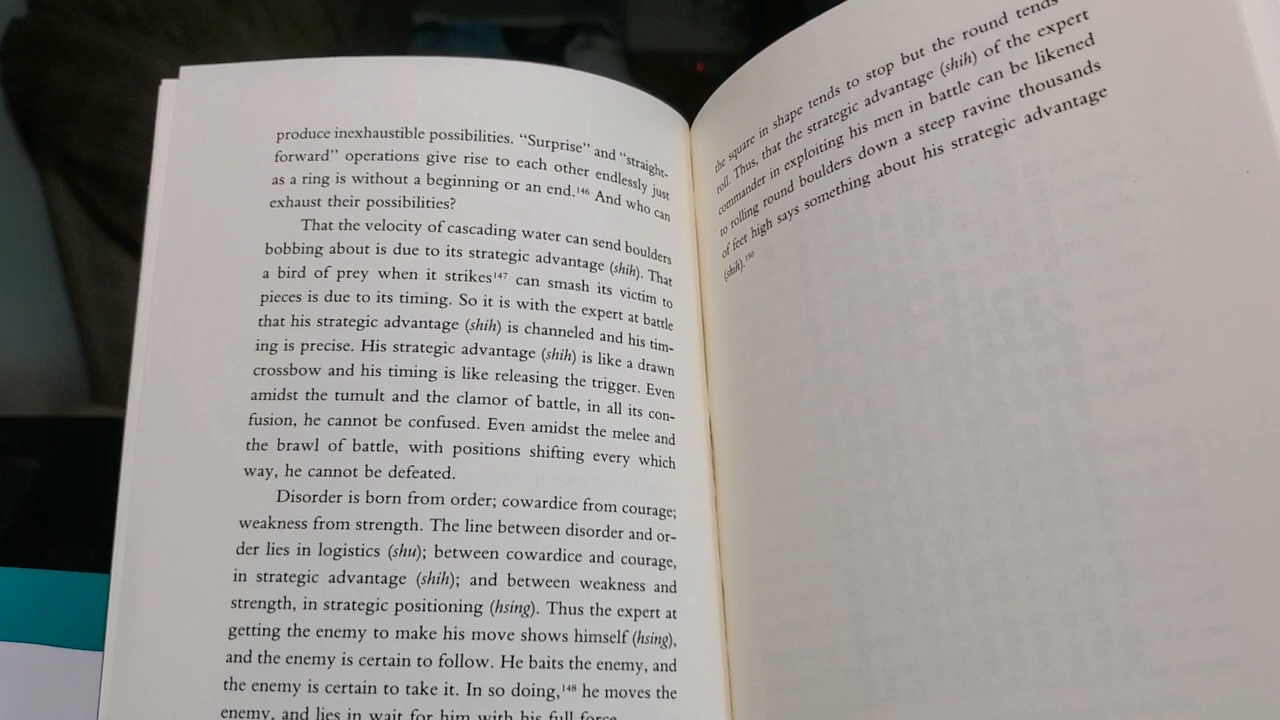 produce inexhaustible possibilities. “Surprise” and “straight-
forward” operations give rise to each other endlessly just
as a ring is without a beginning or an end.¹⁴⁶ And who can
exhaust their possibilities?
That the velocity of cascading water can send boulders
bobbing about is due to its strategic advantage (shih). That
a bird of prey when it strikes¹⁴⁷ can smash its victim to
pieces is due to its timing. So it is with the expert at battle
that his strategic advantage (shih) is channeled and his tim-
ing is precise. His strategic advantage (shih) is like a drawn
crossbow and his timing is like releasing the trigger. Even
amidst the tumult and the clamor of battle, in all its con-
fusion, he cannot be confused. Even amidst the melee and
the brawl of battle, with positions shifting every which
way, he cannot be defeated.
Disorder is born from order; cowardice from courage;
weakness from strength. The line between disorder and or-
der lies in logistics (shu); between cowardice and courage,
in strategic advantage (shih); and between weakness and
strength, in strategic positioning (hsing). Thus the expert at
getting the enemy to make his move shows himself (hsing),
and the enemy is certain to follow. He baits the enemy, and
the enemy is certain to take it. In so doing,¹⁴⁸ he moves the
enemy, and lies in wait for him with his full force.
the square in shape tends to stop but the round tends
roll. Thus, that the strategic advantage (shih) of the expert
commander in exploiting his men in battle can be likened
to rolling round boulders down a steep ravine thousands
of feet high says something about his strategic advantage
(shih).¹⁵⁰